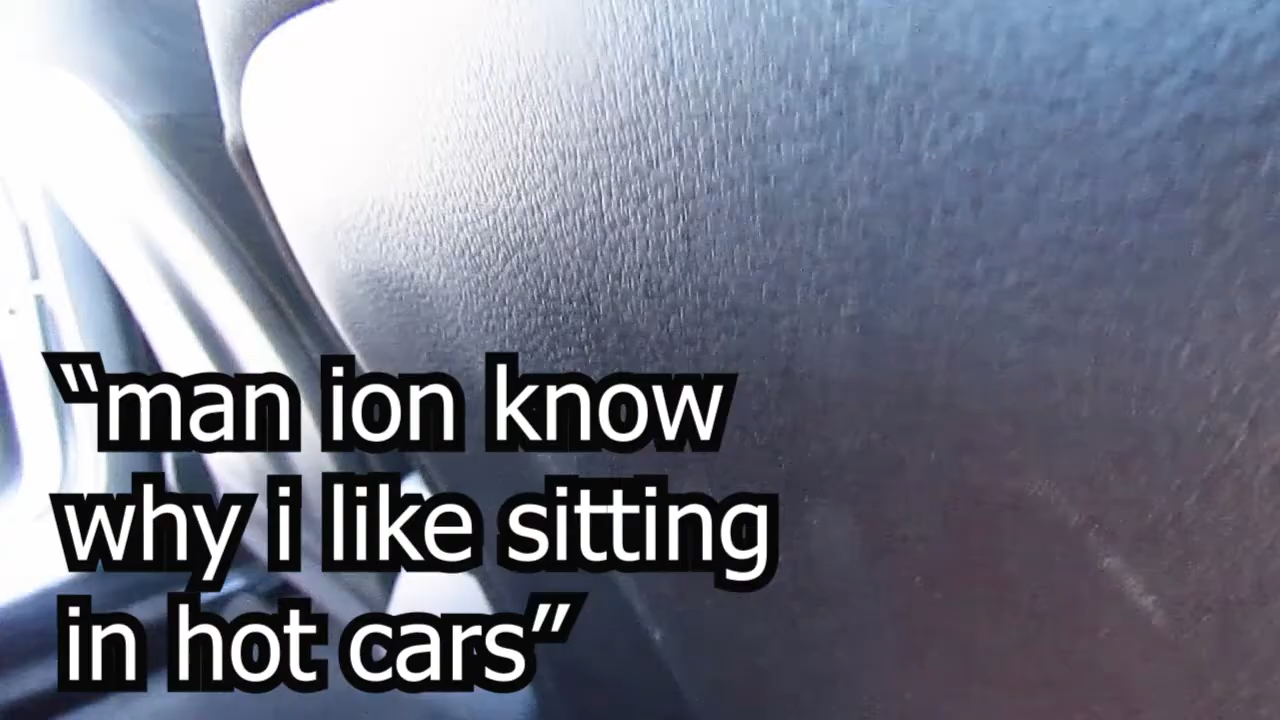 “man ion know
why i like sitting
in hot cars”